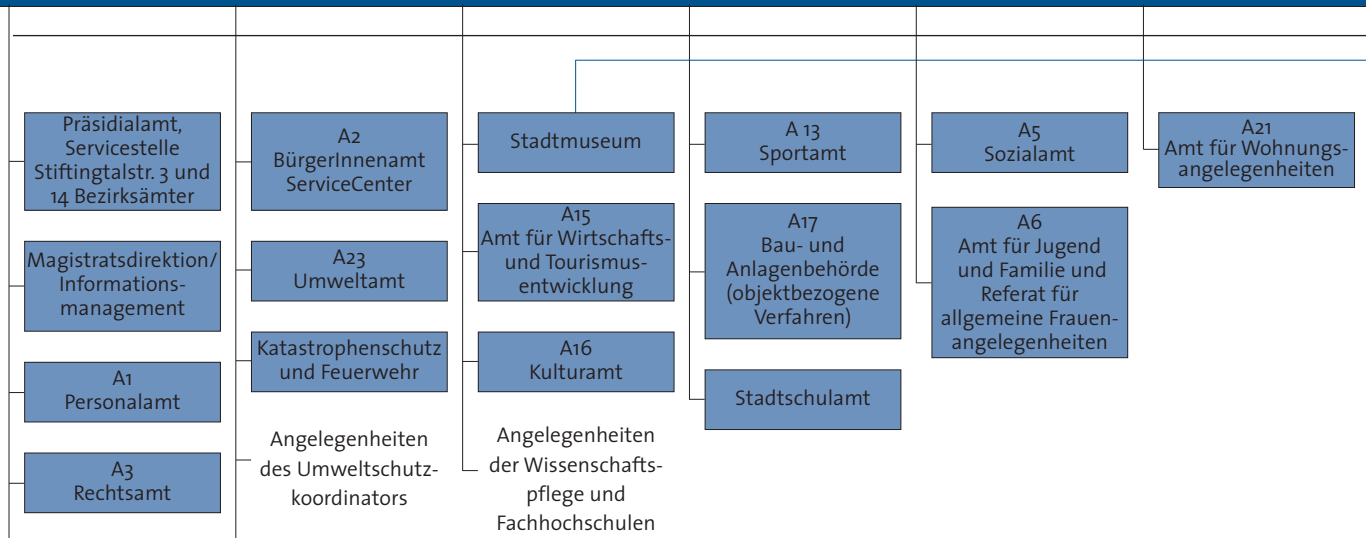 Präsidialamt,
Servicestelle
Stiftingtalstr. 3 und
14 Bezirksämter
Magistratsdirektion/
Informations-
management
A1
Personalamt
A3
Rechtsamt
A2
BürgerInnenamt
ServiceCenter
A23
Umweltamt
Katastrophenschutz
und Feuerwehr
Angelegenheiten
des Umweltschutz-
koordinators
Stadtmuseum
A15
Amt für Wirtschafts-
und Tourismus-
entwicklung
A16
Kulturamt
Angelegenheiten
der Wissenschafts-
pflege und
Fachhochschulen
A 13
Sportamt
A17
Bau- und
Anlagenbehörde
(objektbezogene
Verfahren)
Stadtschulamt
A5
Sozialamt
A6
Amt für Jugend
und Familie und
Referat für
allgemeine Frauen-
angelegenheiten
A21
Amt für Wohnungs-
angelegenheiten